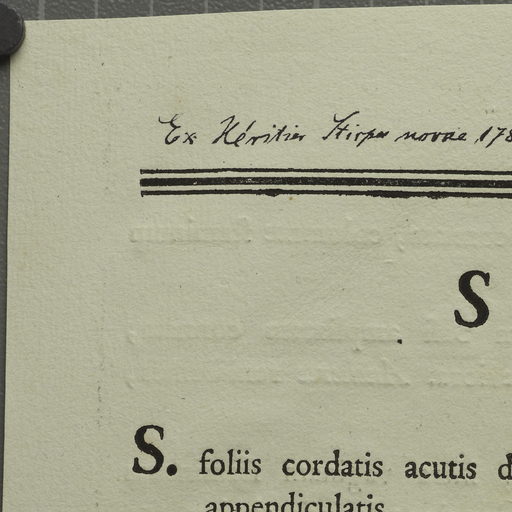 Ex Héritier Stirpes novae 178
S
S. foliis cordatis acutis d
appendiculatis